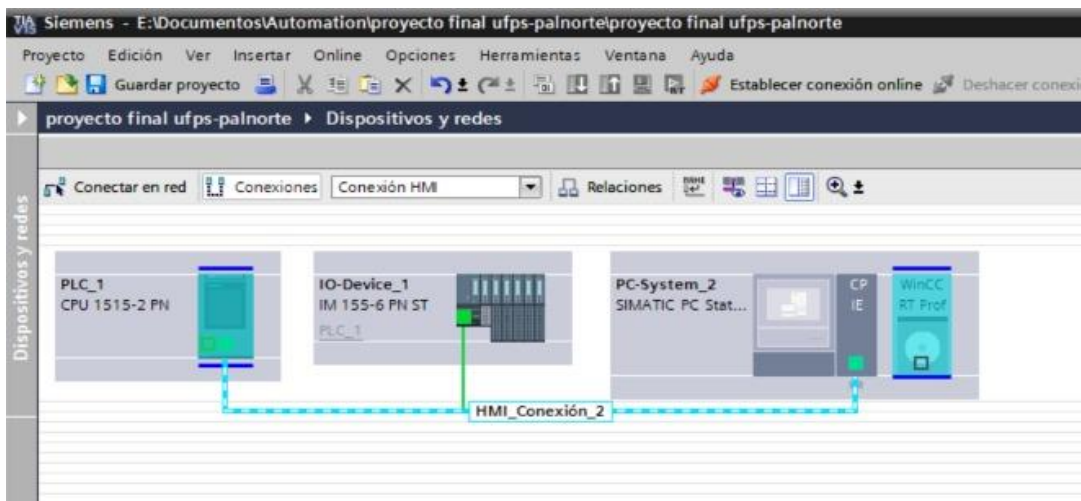 Siemens - E:\Documentos\Automation\proyecto final ufps-palnorte\proyecto final ufps-palnorte
Proyecto Edición Ver Insertar Online Opciones Herramientas Ventana Ayuda
Guardar proyecto Establecer conexión online Deshacer conexi
proyecto final ufps-palnorte Dispositivos y redes
Conectar en red Conexiones Conexión HMI Relaciones
Dispositivos y redes
PLC_1
CPU 1515-2 PN
IO-Device_1
IM 155-6 PN ST
PLC_1
PC-System_2
SIMATIC PC Stat...
CP
IE
WinCC
RT Prof
HMI_Conexión_2